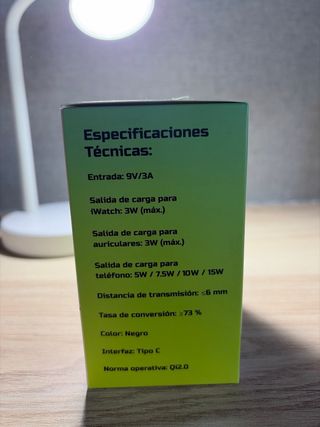 Especificaciones
Técnicas:
Entrada: 9V/3A
Salida de carga para
iWatch: 3W (máx.)
Salida de carga para
auriculares: 3W (máx.)
Salida de carga para
teléfono: 5W / 7.5W / 10W / 15W
Distancia de transmisión: ≤6 mm
Tasa de conversión: ≥73 %
Color: Negro
Interfaz: Tipo C
Norma operativa: Qi2.0